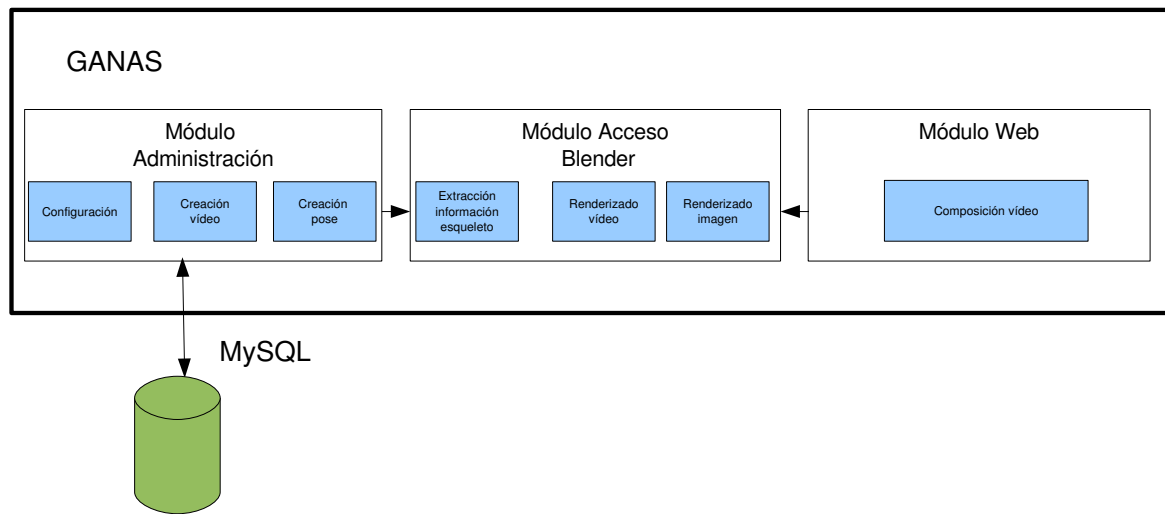 GANAS
Módulo
Administración
Configuración
Creación
vídeo
Creación
pose
Módulo Acceso
Blender
Extracción
información
esqueleto
Renderizado
vídeo
Renderizado
imagen
Módulo Web
Composición vídeo
MySQL